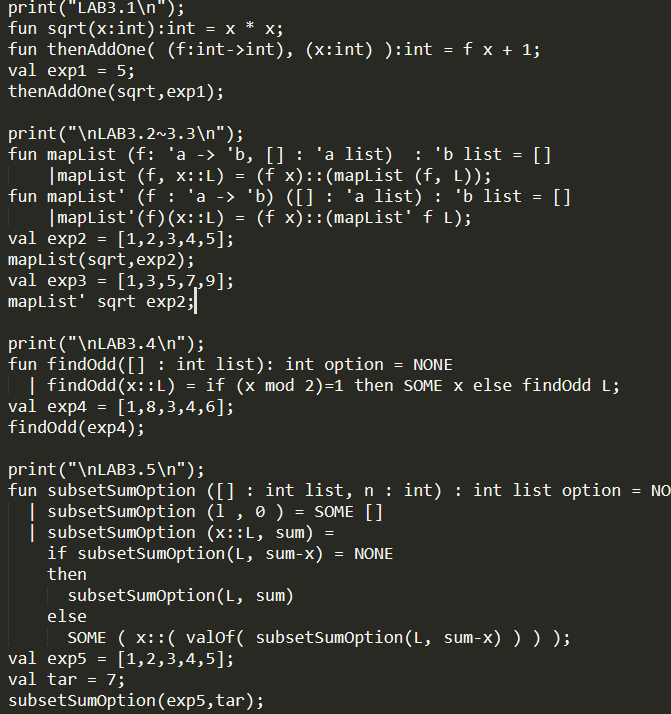 print("LAB3.1\n");
fun sqrt(x:int):int = x * x;
fun thenAddOne( (f:int->int), (x:int) ):int = f x + 1;
val exp1 = 5;
thenAddOne(sqrt,exp1);
print("\nLAB3.2~3.3\n");
fun mapList (f: 'a -> 'b, [] : 'a list)  : 'b list = []
    |mapList (f, x::L) = (f x)::(mapList (f, L));
fun mapList' (f : 'a -> 'b) ([] : 'a list) : 'b list = []
    |mapList'(f)(x::L) = (f x)::(mapList' f L);
val exp2 = [1,2,3,4,5];
mapList(sqrt,exp2);
val exp3 = [1,3,5,7,9];
mapList' sqrt exp2;
print("\nLAB3.4\n");
fun findOdd([] : int list): int option = NONE
  | findOdd(x::L) = if (x mod 2)=1 then SOME x else findOdd L;
val exp4 = [1,8,3,4,6];
findOdd(exp4);
print("\nLAB3.5\n");
fun subsetSumOption ([] : int list, n : int) : int list option = NO
  | subsetSumOption (l , 0 ) = SOME []
  | subsetSumOption (x::L, sum) =
    if subsetSumOption(L, sum-x) = NONE
    then
      subsetSumOption(L, sum)
    else
      SOME ( x::( valOf( subsetSumOption(L, sum-x) ) ) );
val exp5 = [1,2,3,4,5];
val tar = 7;
subsetSumOption(exp5,tar);